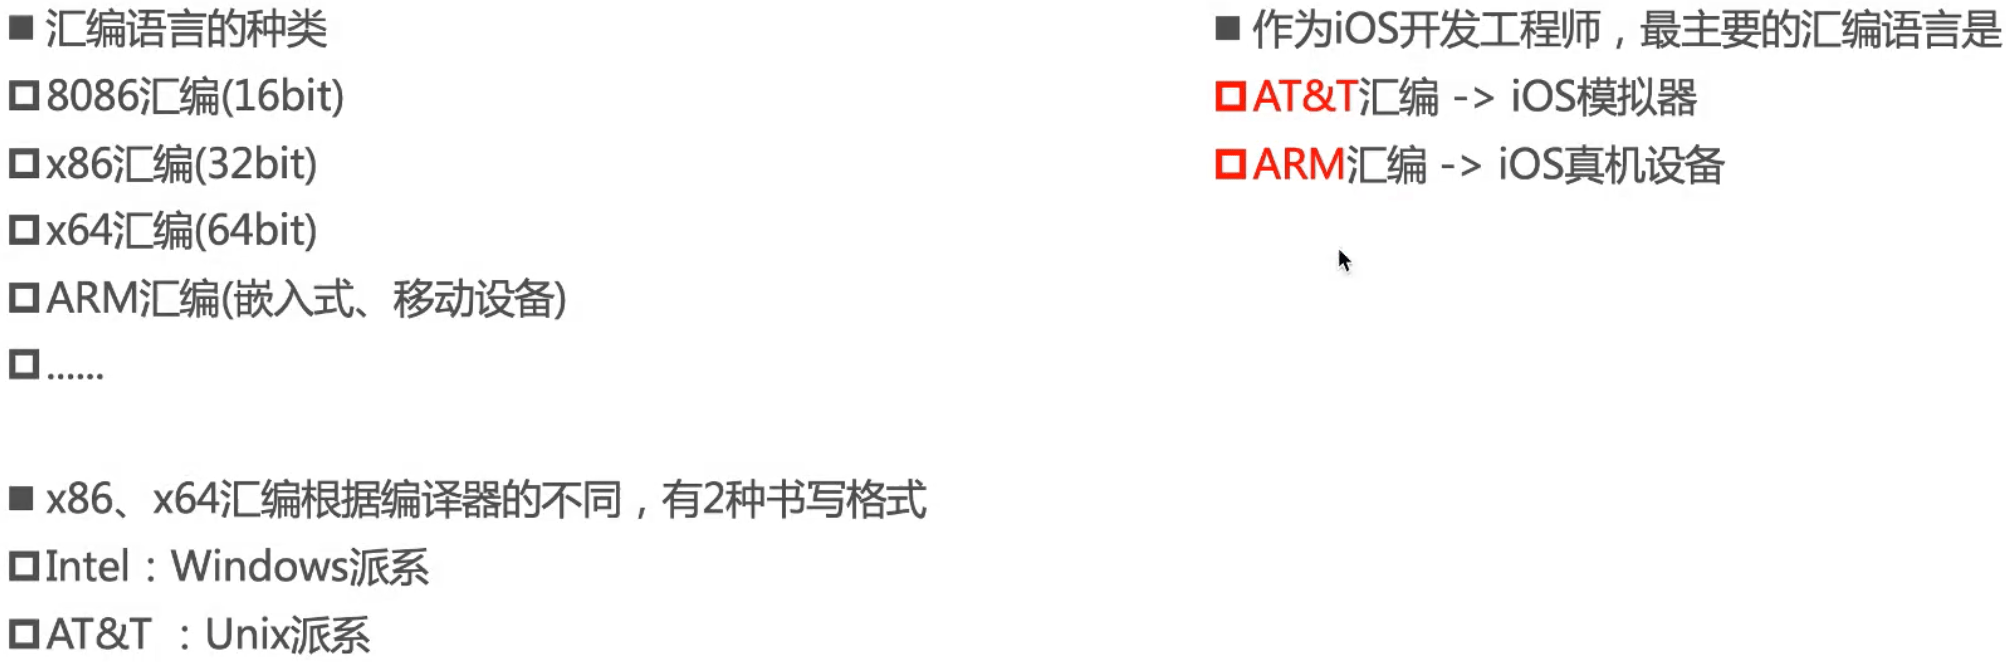 汇编语言的种类
8086汇编(16bit)
x86汇编(32bit)
x64汇编(64bit)
ARM汇编(嵌入式、移动设备)
......
x86、x64汇编根据编译器的不同，有2种书写格式
Intel：Windows派系
AT&T ：Unix派系
作为iOS开发工程师，最主要的汇编语言是
AT&T汇编 -> iOS模拟器
ARM汇编 -> iOS真机设备